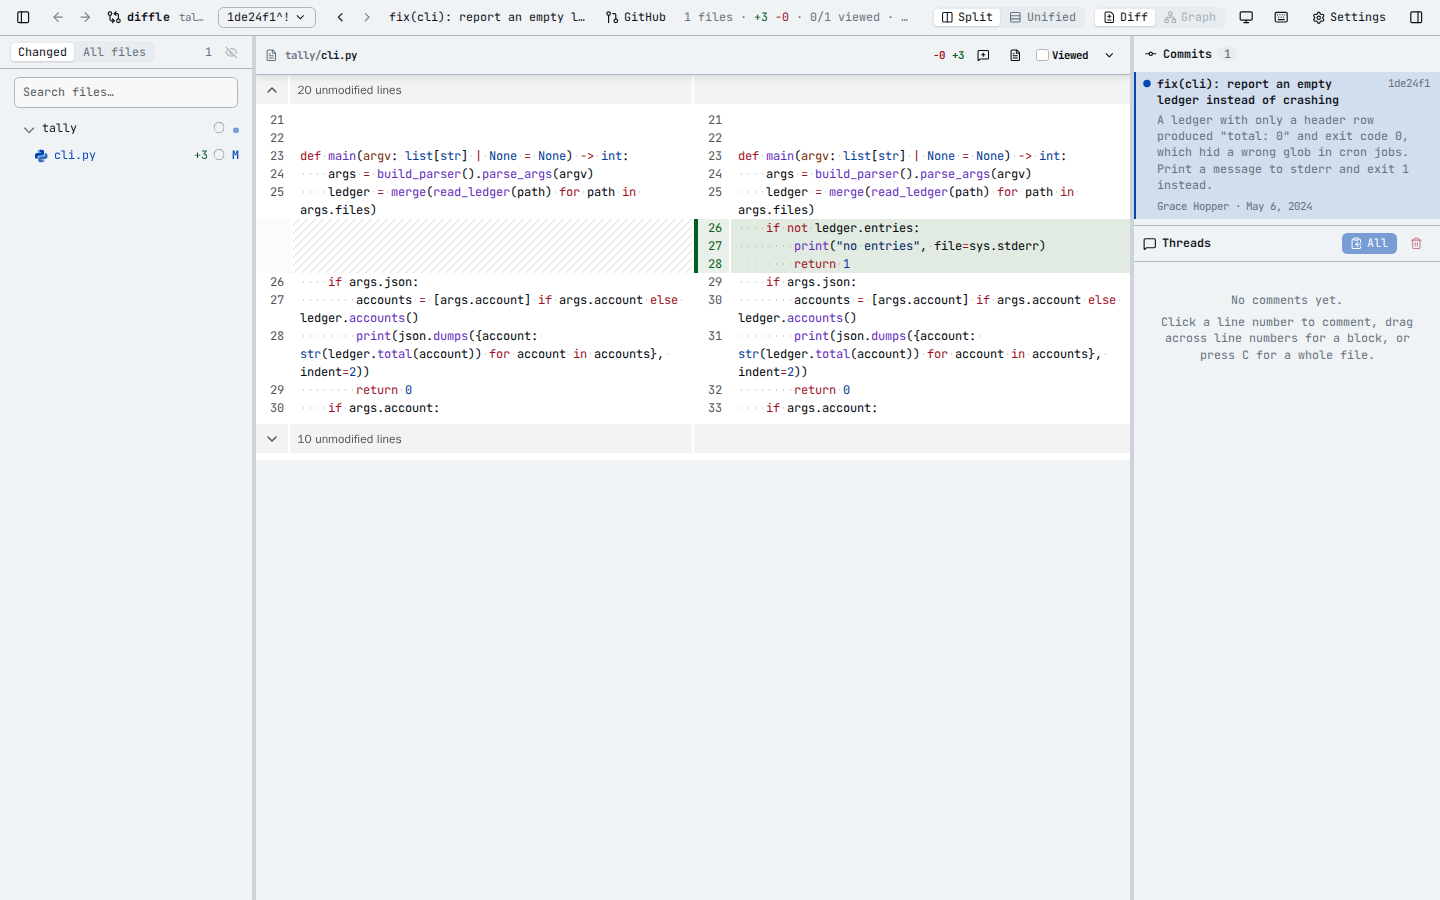 diffle tal… 1de24f1^! fix(cli): report an empty l… GitHub 1 files · +3 -0 · 0/1 viewed · … Split Unified Diff Graph Settings
Changed All files 1
Search files…
tally
cli.py +3 M
tally/cli.py -0 +3 Viewed
20 unmodified lines
21
22
23 def main(argv: list[str] | None = None) -> int:
24 args = build_parser().parse_args(argv)
25 ledger = merge(read_ledger(path) for path in
args.files)
26 if args.json:
27 accounts = [args.account] if args.account else
ledger.accounts()
28 print(json.dumps({account:
str(ledger.total(account)) for account in accounts},
indent=2))
29 return 0
30 if args.account:
21
22
23 def main(argv: list[str] | None = None) -> int:
24 args = build_parser().parse_args(argv)
25 ledger = merge(read_ledger(path) for path in
args.files)
26 if not ledger.entries:
27 print("no entries", file=sys.stderr)
28 return 1
29 if args.json:
30 accounts = [args.account] if args.account else
ledger.accounts()
31 print(json.dumps({account:
str(ledger.total(account)) for account in accounts},
indent=2))
32 return 0
33 if args.account:
10 unmodified lines
Commits 1
fix(cli): report an empty 1de24f1
ledger instead of crashing
A ledger with only a header row
produced "total: 0" and exit code 0,
which hid a wrong glob in cron jobs.
Print a message to stderr and exit 1
instead.
Grace Hopper · May 6, 2024
Threads All
No comments yet.
Click a line number to comment, drag
across line numbers for a block, or
press C for a whole file.